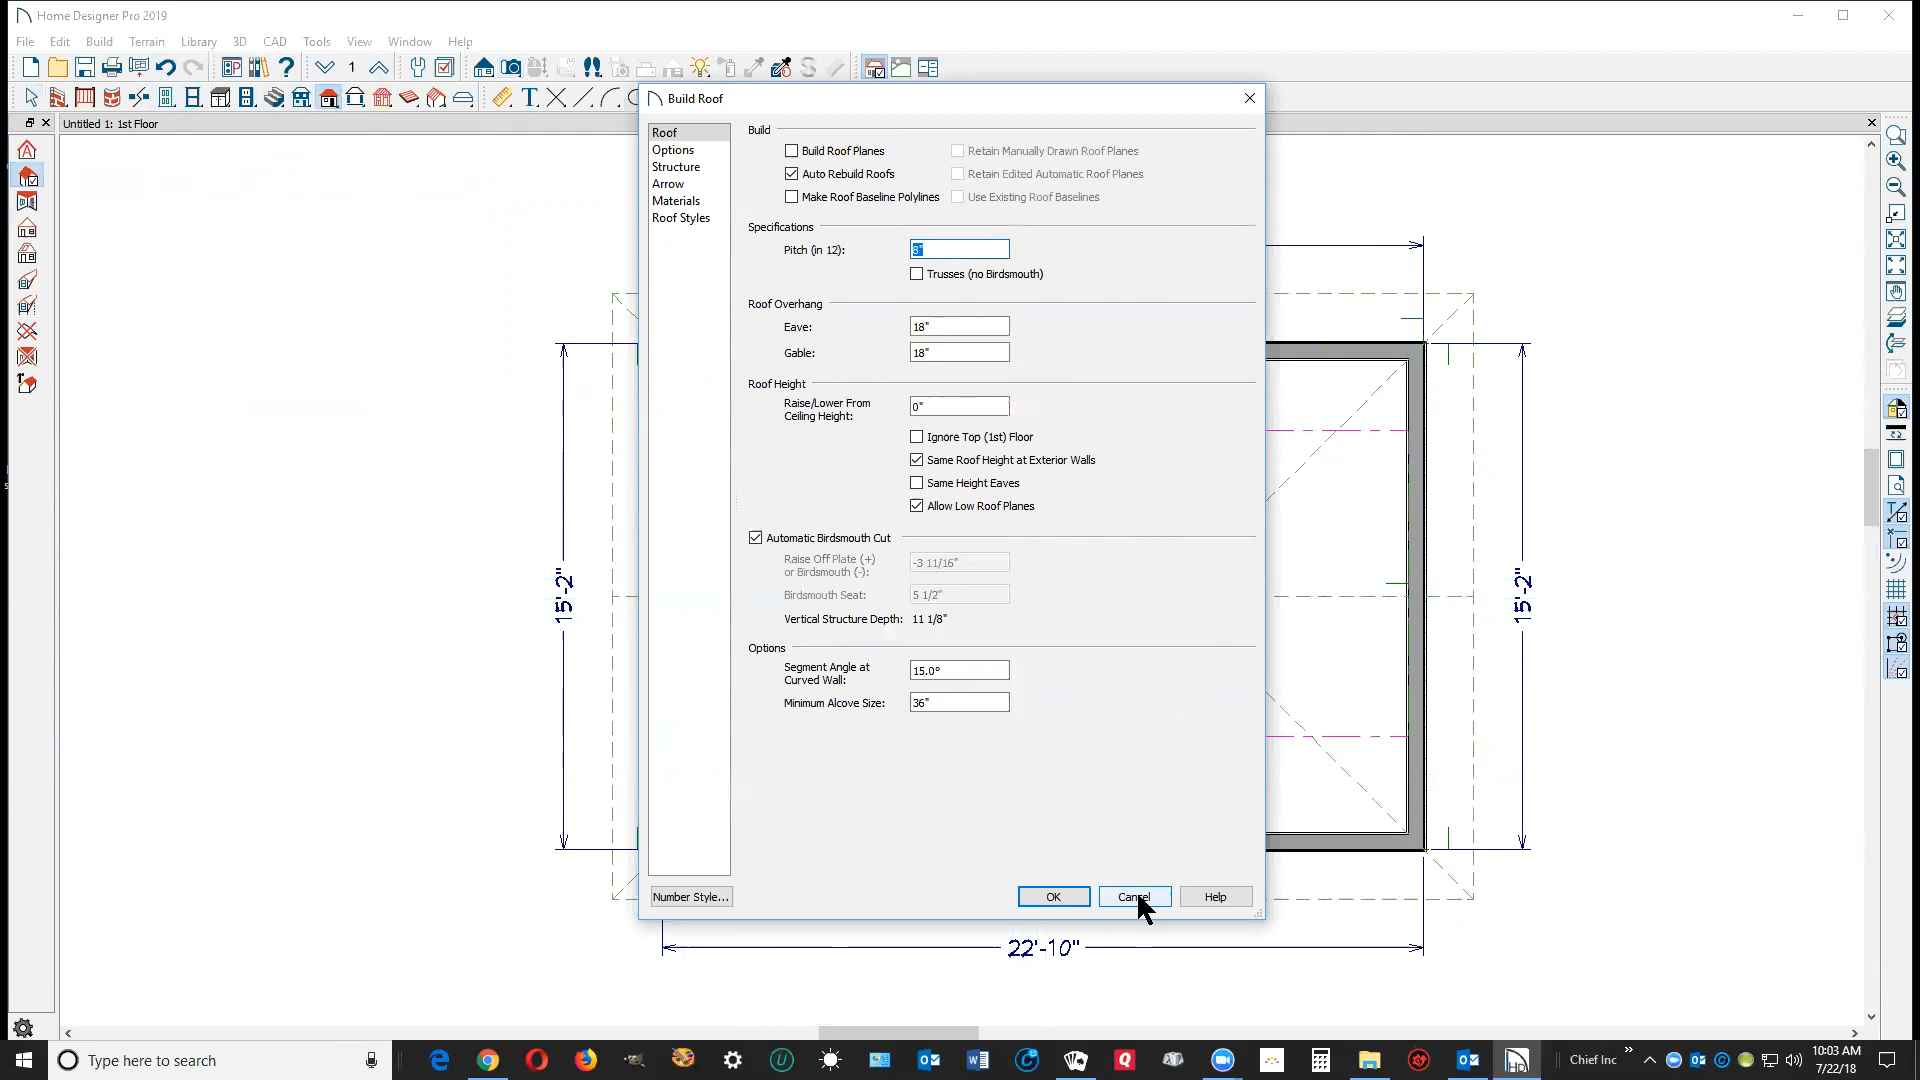 Home Designer Pro 2019
File Edit Build Terrain Library 3D CAD Tools View Window Help
1
Untitled 1: 1st Floor
Build Roof
Roof
Options
Structure
Arrow
Materials
Roof Styles
Build
Build Roof Planes
Retain Manually Drawn Roof Planes
Auto Rebuild Roofs
Retain Edited Automatic Roof Planes
Make Roof Baseline Polylines
Use Existing Roof Baselines
Specifications
Pitch (in 12): 8"
Trusses (no Birdsmouth)
Roof Overhang
Eave: 18"
Gable: 18"
Roof Height
Raise/Lower From
Ceiling Height: 0"
Ignore Top (1st) Floor
Same Roof Height at Exterior Walls
Same Height Eaves
Allow Low Roof Planes
Automatic Birdsmouth Cut
Raise Off Plate (+)
or Birdsmouth (-): -3 11/16"
Birdsmouth Seat: 5 1/2"
Vertical Structure Depth: 11 1/8"
Options
Segment Angle at
Curved Wall: 15.0°
Minimum Alcove Size: 36"
Number Style... OK Cancel Help
15'-2"
15'-2"
22'-10"
Type here to search
Chief Inc
10:03 AM
7/22/18